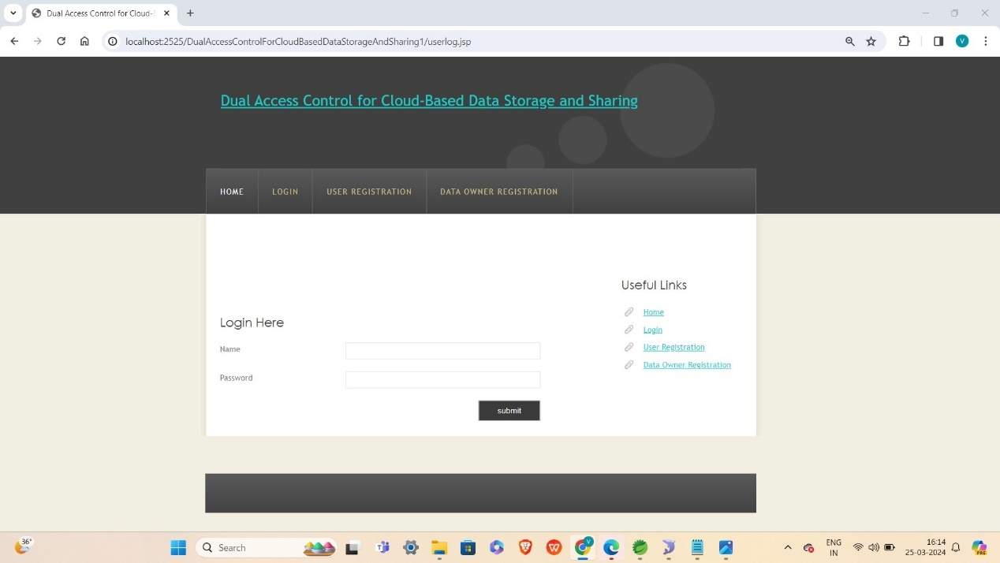 Dual Access Control for Cloud-
localhost:2525/DualAccessControlForCloudBasedDataStorageAndSharing1/userlog.jsp
V
Dual Access Control for Cloud-Based Data Storage and Sharing
HOME LOGIN USER REGISTRATION DATA OWNER REGISTRATION
Useful Links
Home
Login
User Registration
Data Owner Registration
Login Here
Name
Password
submit
36°
Search
V
ENG
IN
16:14
25-03-2024
PRE